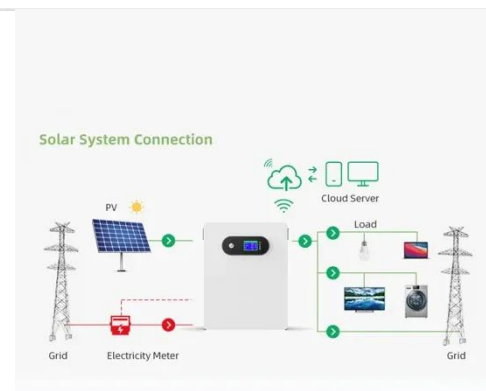 Solar System Connection
Cloud Server
PV
Load
Grid
Electricity Meter
Grid